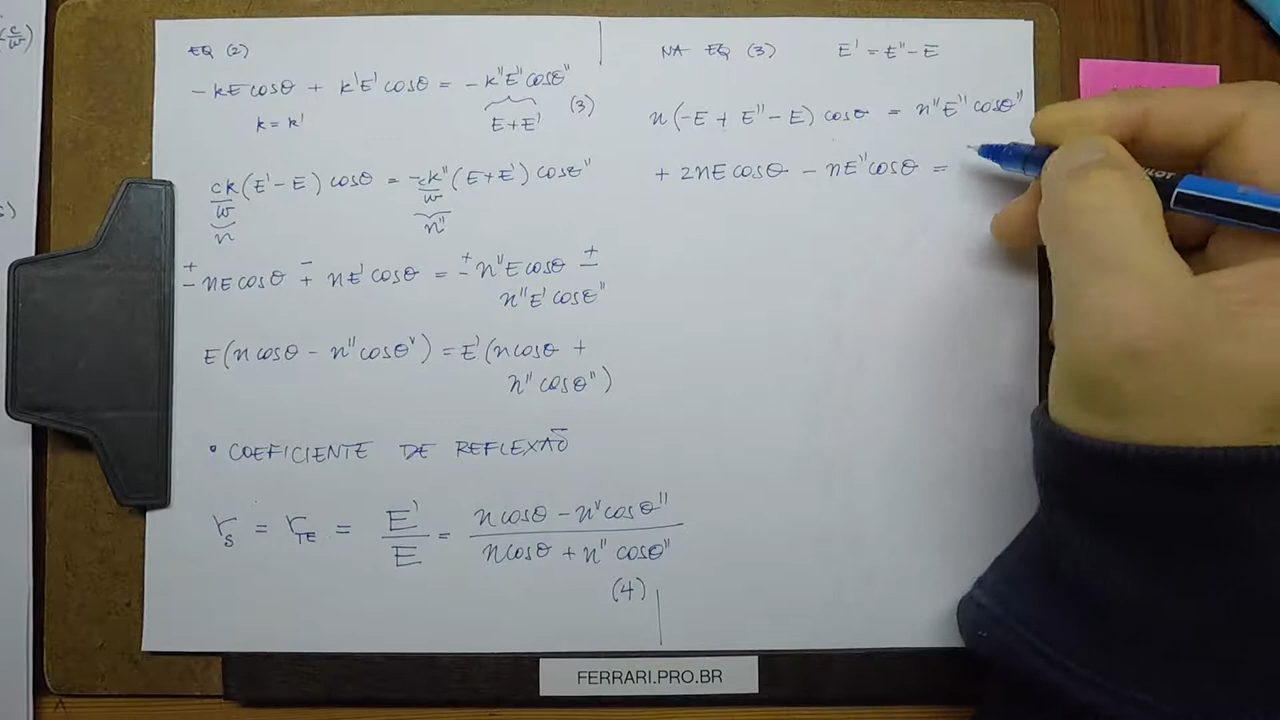 EQ (2)
-kE cosθ + k'E' cosθ = -k''E'' cosθ''
k = k'
E+E'
(3)
ck/w (E'-E) cosθ = -ck''/w (E+E') cosθ''
n
n''
± nE cosθ ∓ nE' cosθ = ± n''E cosθ ±
n''E' cosθ''
E(n cosθ - n'' cosθ'') = E'(n cosθ +
n'' cosθ'')
• COEFICIENTE DE REFLEXÃO
r_S = r_TE = E'/E = (n cosθ - n'' cosθ'')/(n cosθ + n'' cosθ'')
(4)
NA EQ (3) E' = E'' - E
n(-E + E'' - E) cosθ = n''E'' cosθ''
+ 2nE cosθ - nE'' cosθ =
(c/w)
)
PILOT
FERRARI.PRO.BR